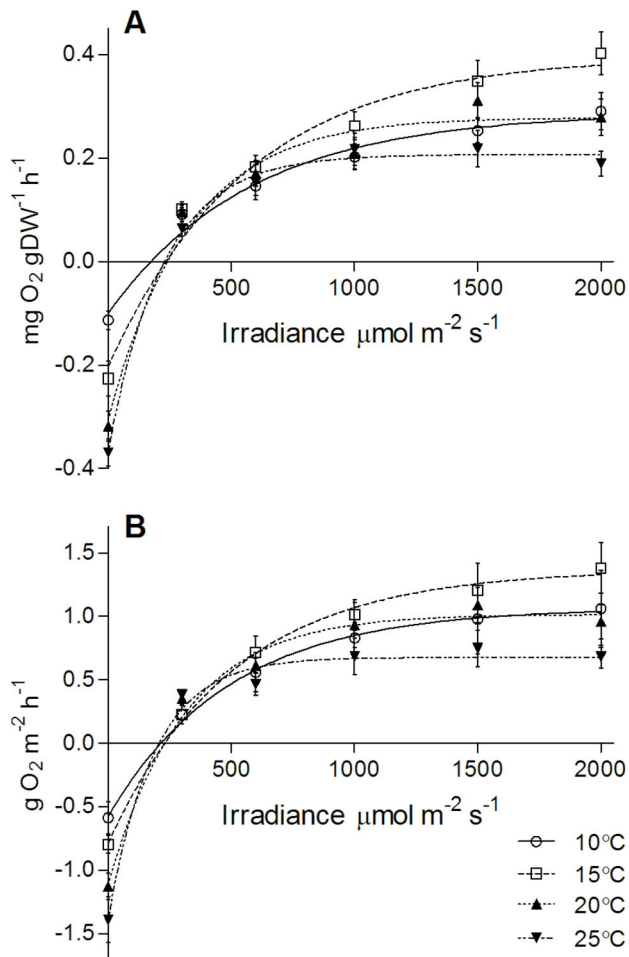 A
0.4
0.2
0.0
-0.2
-0.4
mg O₂ gDW⁻¹ h⁻¹
500 1000 1500 2000
Irradiance μmol m⁻² s⁻¹
B
1.5
1.0
0.5
0.0
-0.5
-1.0
-1.5
g O₂ m⁻² h⁻¹
500 1000 1500 2000
Irradiance μmol m⁻² s⁻¹
10°C
15°C
20°C
25°C